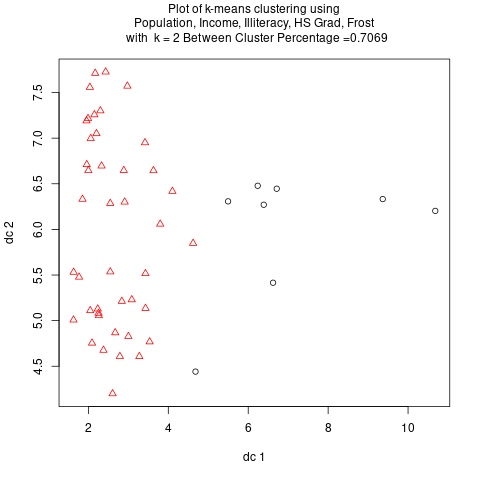 Plot of k-means clustering using
Population, Income, Illiteracy, HS Grad, Frost
with k = 2 Between Cluster Percentage =0.7069
7.5
7.0
6.5
6.0
5.5
5.0
4.5
dc 2
2 4 6 8 10
dc 1